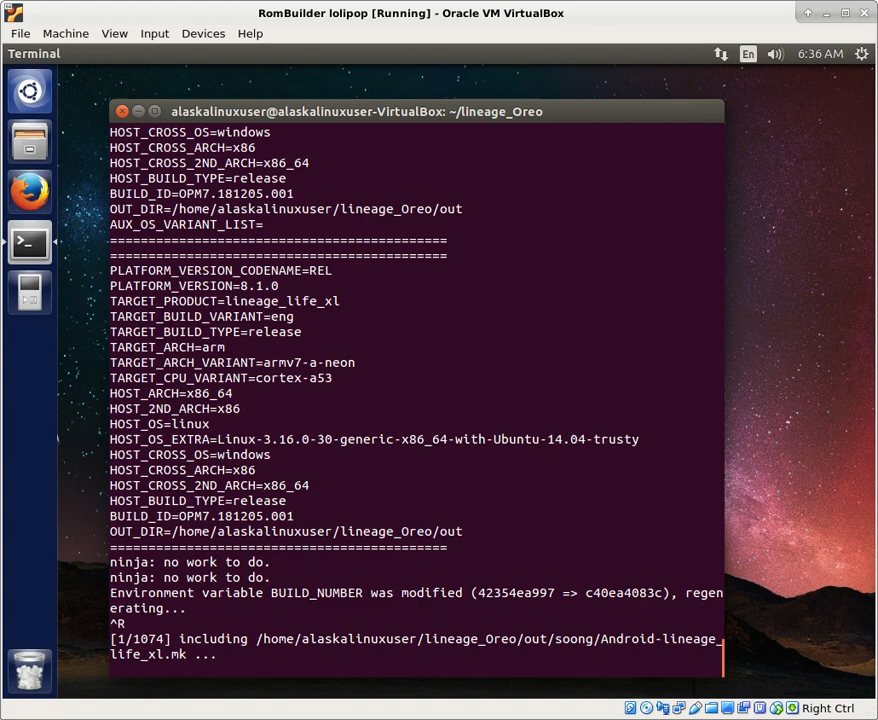 RomBuilder lolipop [Running] - Oracle VM VirtualBox
File Machine View Input Devices Help
Terminal
En
6:36 AM
alaskalinuxuser@alaskalinuxuser-VirtualBox: ~/lineage_Oreo
HOST_CROSS_OS=windows
HOST_CROSS_ARCH=x86
HOST_CROSS_2ND_ARCH=x86_64
HOST_BUILD_TYPE=release
BUILD_ID=OPM7.181205.001
OUT_DIR=/home/alaskalinuxuser/lineage_Oreo/out
AUX_OS_VARIANT_LIST=
============================================
============================================
PLATFORM_VERSION_CODENAME=REL
PLATFORM_VERSION=8.1.0
TARGET_PRODUCT=lineage_life_xl
TARGET_BUILD_VARIANT=eng
TARGET_BUILD_TYPE=release
TARGET_ARCH=arm
TARGET_ARCH_VARIANT=armv7-a-neon
TARGET_CPU_VARIANT=cortex-a53
HOST_ARCH=x86_64
HOST_2ND_ARCH=x86
HOST_OS=linux
HOST_OS_EXTRA=Linux-3.16.0-30-generic-x86_64-with-Ubuntu-14.04-trusty
HOST_CROSS_OS=windows
HOST_CROSS_ARCH=x86
HOST_CROSS_2ND_ARCH=x86_64
HOST_BUILD_TYPE=release
BUILD_ID=OPM7.181205.001
OUT_DIR=/home/alaskalinuxuser/lineage_Oreo/out
============================================
ninja: no work to do.
ninja: no work to do.
Environment variable BUILD_NUMBER was modified (42354ea997 => c40ea4083c), regen
erating...
^R
[1/1074] including /home/alaskalinuxuser/lineage_Oreo/out/soong/Android-lineage_
life_xl.mk ...
Right Ctrl